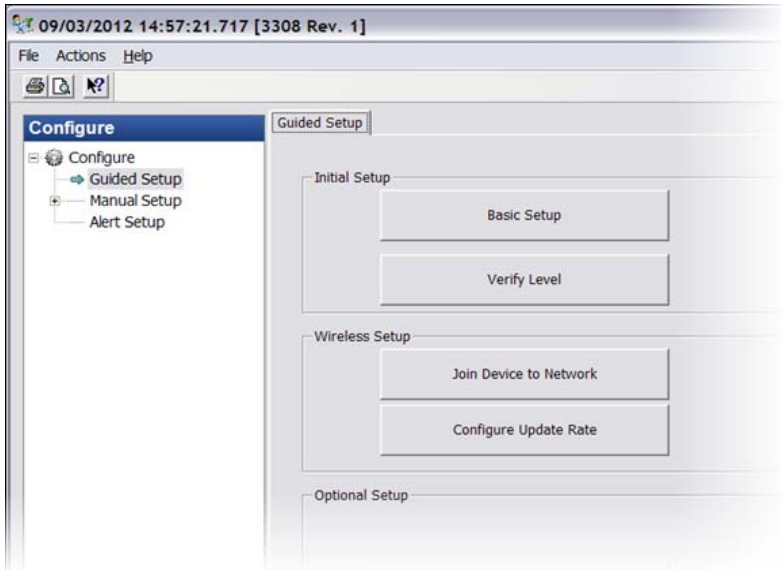 09/03/2012 14:57:21.717 [3308 Rev. 1]
File Actions Help
Configure
Configure
Guided Setup
Manual Setup
Alert Setup
Guided Setup
Initial Setup
Basic Setup
Verify Level
Wireless Setup
Join Device to Network
Configure Update Rate
Optional Setup